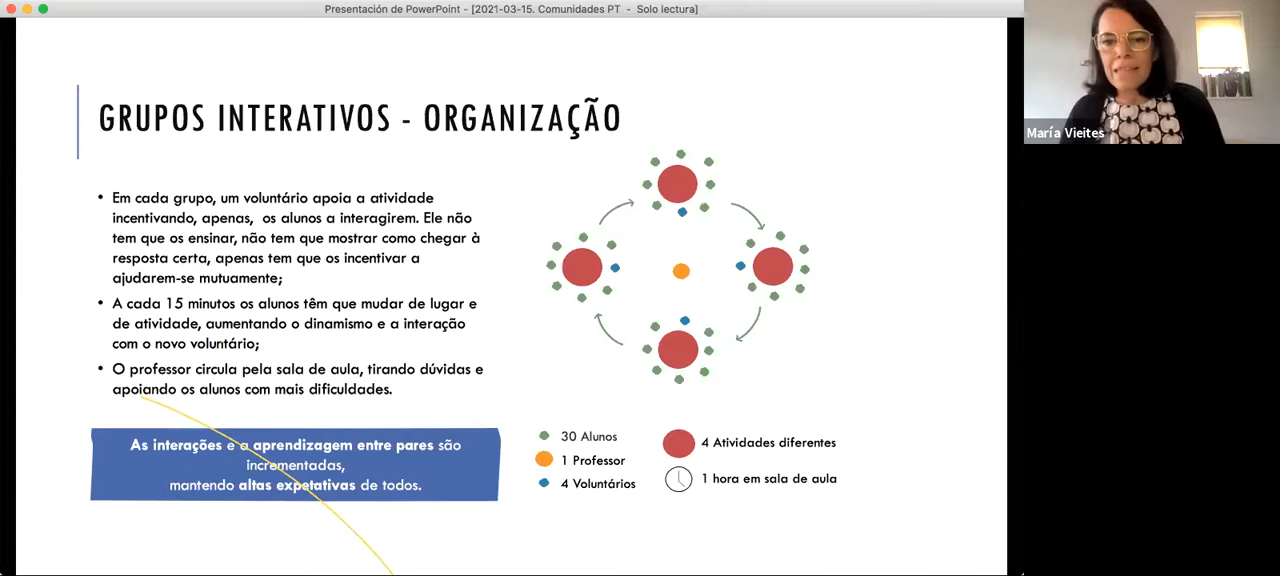 Presentación de PowerPoint - [2021-03-15. Comunidades PT - Solo lectura]
María Vieites
GRUPOS INTERATIVOS - ORGANIZAÇÃO
• Em cada grupo, um voluntário apoia a atividade
incentivando, apenas, os alunos a interagirem. Ele não
tem que os ensinar, não tem que mostrar como chegar à
resposta certa, apenas tem que os incentivar a
ajudarem-se mutuamente;
• A cada 15 minutos os alunos têm que mudar de lugar e
de atividade, aumentando o dinamismo e a interação
com o novo voluntário;
• O professor circula pela sala de aula, tirando dúvidas e
apoiando os alunos com mais dificuldades.
As interações e a aprendizagem entre pares são
incrementadas,
mantendo altas expetativas de todos.
30 Alunos
1 Professor
4 Voluntários
4 Atividades diferentes
1 hora em sala de aula